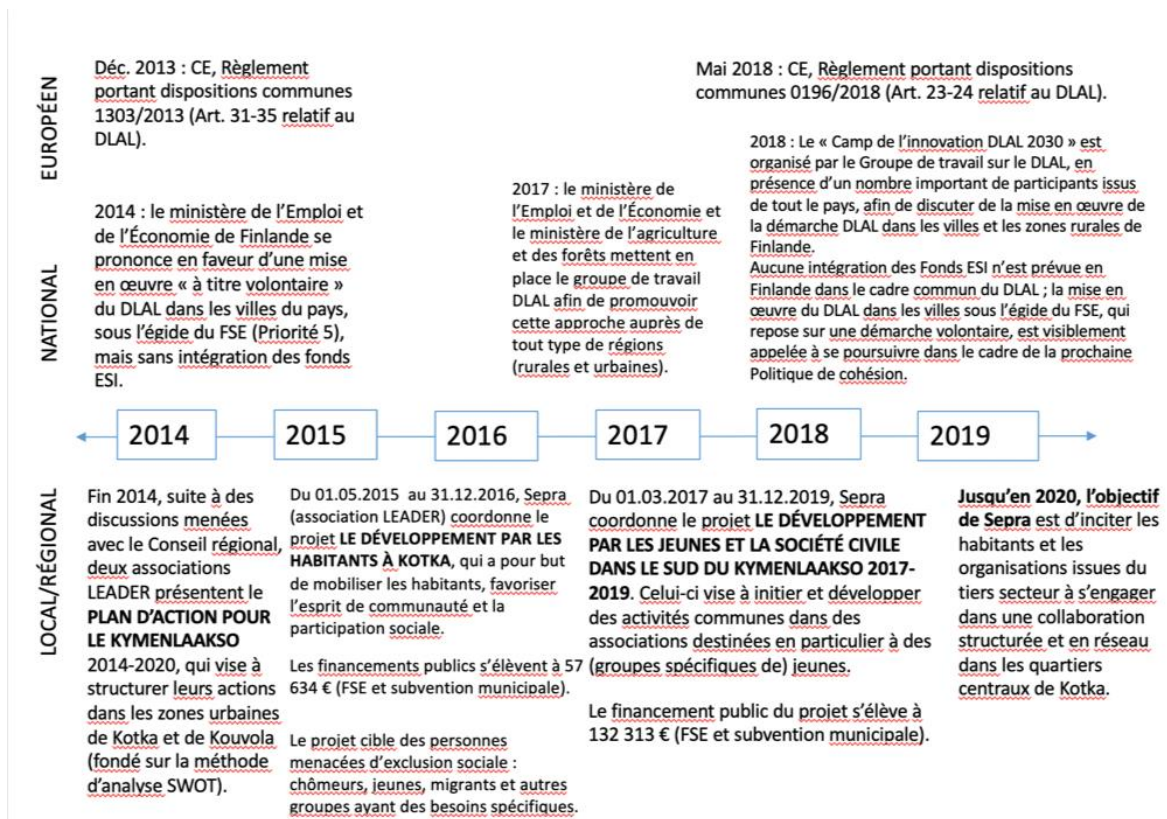 EUROPÉEN
Déc. 2013 : CE, Règlement
portant dispositions communes
1303/2013 (Art. 31-35 relatif au
DLAL).
Mai 2018 : CE, Règlement portant dispositions
communes 0196/2018 (Art. 23-24 relatif au DLAL).
NATIONAL
2014 : le ministère de l'Emploi et
de l'Économie de Finlande se
prononce en faveur d'une mise
en œuvre « à titre volontaire »
du DLAL dans les villes du pays,
sous l'égide du FSE (Priorité 5),
mais sans intégration des fonds
ESI.
2017 : le ministère de
l'Emploi et de l'Économie et
le ministère de l'agriculture
et des forêts mettent en
place le groupe de travail
DLAL afin de promouvoir
cette approche auprès de
tout type de régions
(rurales et urbaines).
2018 : Le « Camp de l'innovation DLAL 2030 » est
organisé par le Groupe de travail sur le DLAL, en
présence d'un nombre important de participants issus
de tout le pays, afin de discuter de la mise en œuvre de
la démarche DLAL dans les villes et les zones rurales de
Finlande.
Aucune intégration des Fonds ESI n'est prévue en
Finlande dans le cadre commun du DLAL ; la mise en
œuvre du DLAL dans les villes sous l'égide du FSE, qui
repose sur une démarche volontaire, est visiblement
appelée à se poursuivre dans le cadre de la prochaine
Politique de cohésion.
2014
2015
2016
2017
2018
2019
LOCAL/RÉGIONAL
Fin 2014, suite à des
discussions menées
avec le Conseil régional,
deux associations
LEADER présentent le
PLAN D'ACTION POUR
LE KYMENLAAKSO
2014-2020, qui vise à
structurer leurs actions
dans les zones urbaines
de Kotka et de Kouvola
(fondé sur la méthode
d'analyse SWOT).
Du 01.05.2015 au 31.12.2016, Sepra
(association LEADER) coordonne le
projet LE DÉVELOPPEMENT PAR LES
HABITANTS À KOTKA, qui a pour but
de mobiliser les habitants, favoriser
l'esprit de communauté et la
participation sociale.
Les financements publics s'élèvent à 57
634 € (FSE et subvention municipale).
Le projet cible des personnes
menacées d'exclusion sociale :
chômeurs, jeunes, migrants et autres
groupes ayant des besoins spécifiques.
Du 01.03.2017 au 31.12.2019, Sepra
coordonne le projet LE DÉVELOPPEMENT
PAR LES JEUNES ET LA SOCIÉTÉ CIVILE
DANS LE SUD DU KYMENLAAKSO 2017-
2019. Celui-ci vise à initier et développer
des activités communes dans des
associations destinées en particulier à des
(groupes spécifiques de) jeunes.
Le financement public du projet s'élève à
132 313 € (FSE et subvention municipale).
Jusqu'en 2020, l'objectif
de Sepra est d'inciter les
habitants et les
organisations issues du
tiers secteur à s'engager
dans une collaboration
structurée et en réseau
dans les quartiers
centraux de Kotka.